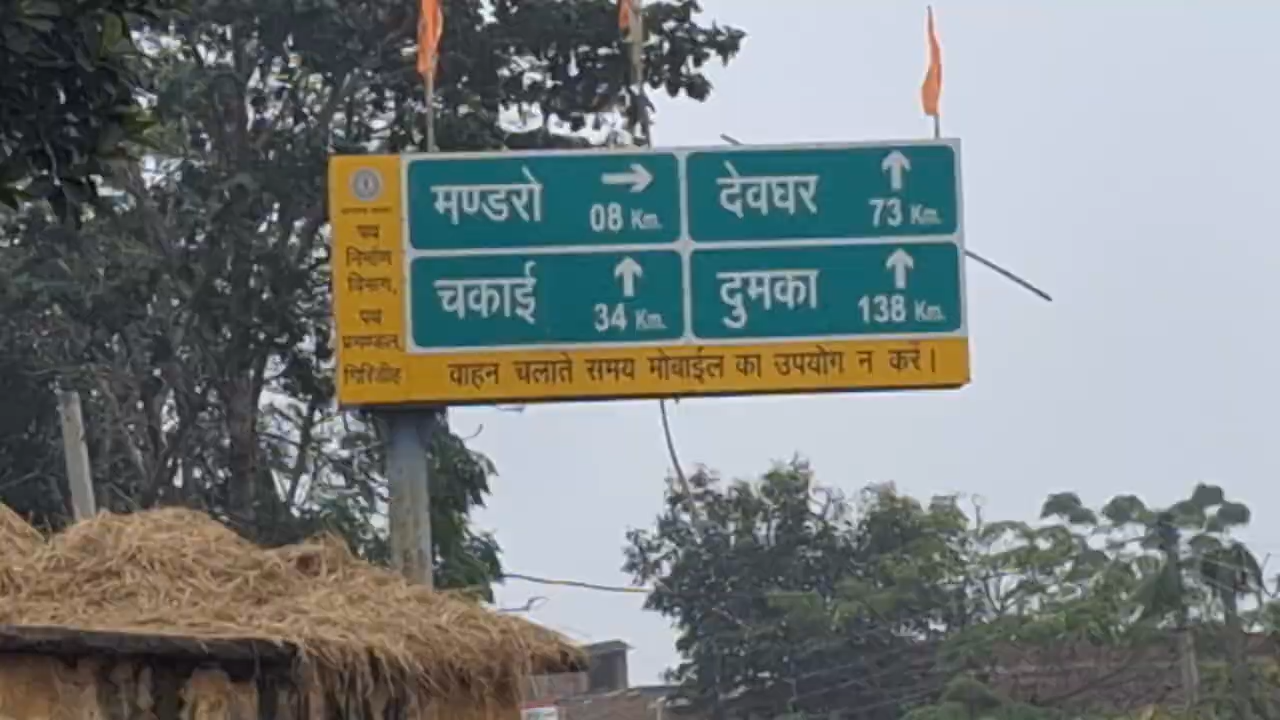 मण्डरो → 08 Km.
देवघर ↑ 73 Km.
चकाई ↑ 34 Km.
दुमका ↑ 138 Km.
पथ
निर्माण
विभाग,
पथ
प्रमण्डल,
गिरिडीह
वाहन चलाते समय मोबाईल का उपयोग न करें।